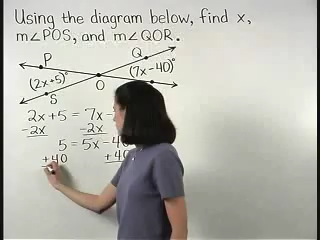 Using the diagram below, find x,
m∠POS, and m∠QOR.
P
Q
(2x+5)°
(7x-40)°
O
S
2x+5 = 7x-
-2x -2x
5 = 5x-40
+40 +40